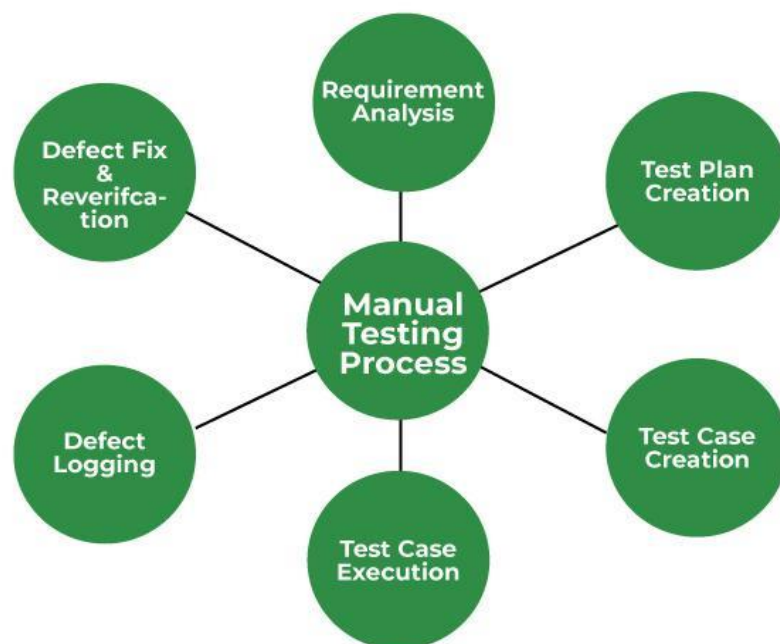 Requirement
Analysis
Test Plan
Creation
Test Case
Creation
Test Case
Execution
Defect
Logging
Defect Fix
&
Reverifca-
tion
Manual
Testing
Process